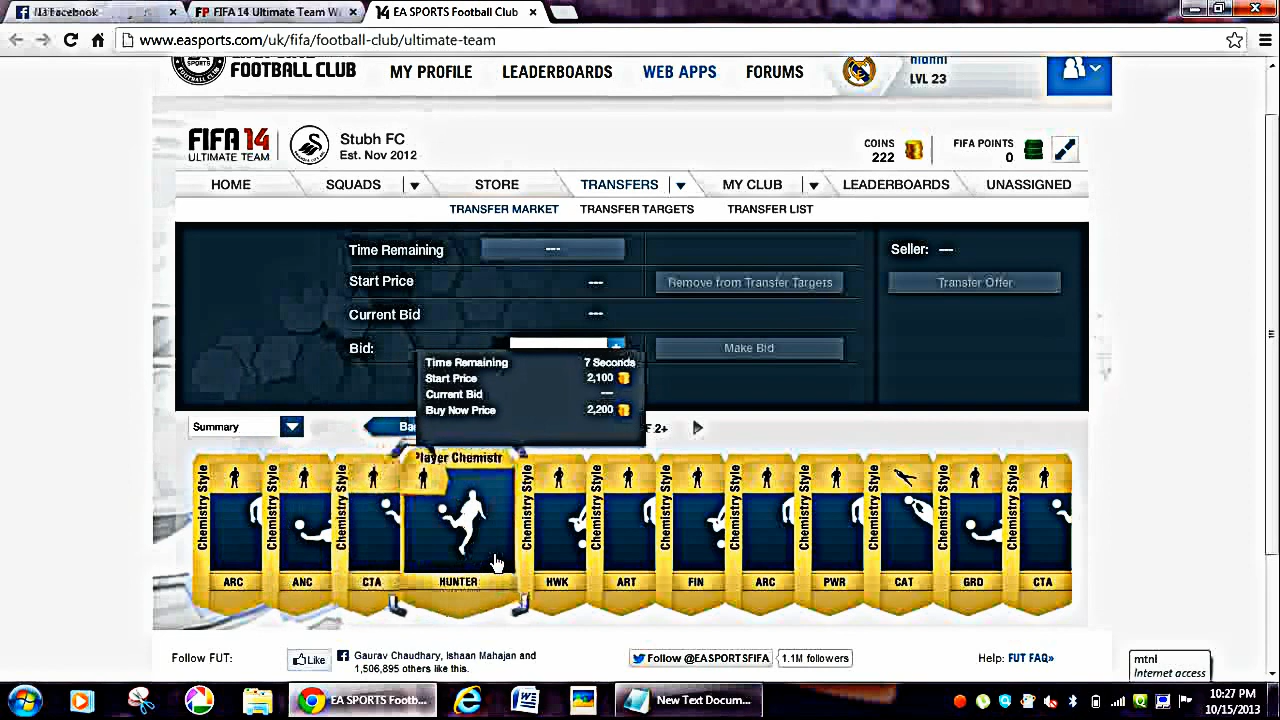 Facebook
FIFA 14 Ultimate Team W
14 EA SPORTS Football Club
www.easports.com/uk/fifa/football-club/ultimate-team
FOOTBALL CLUB
MY PROFILE
LEADERBOARDS
WEB APPS
FORUMS
LVL 23
FIFA 14
ULTIMATE TEAM
Stubh FC
Est. Nov 2012
COINS
222
FIFA POINTS
0
HOME
SQUADS
STORE
TRANSFERS
MY CLUB
LEADERBOARDS
UNASSIGNED
TRANSFER MARKET
TRANSFER TARGETS
TRANSFER LIST
Time Remaining ---
Start Price ---
Remove from Transfer Targets
Current Bid ---
Bid:
Make Bid
Seller: ---
Transfer Offer
Time Remaining 7 Seconds
Start Price 2,100
Current Bid ---
Buy Now Price 2,200
Summary
Ba
2+
Player Chemistr
Chemistry Style
Chemistry Style
Chemistry Style
Chemistry Style
Chemistry Style
Chemistry Style
Chemistry Style
Chemistry Style
Chemistry Style
Chemistry Style
Chemistry Style
ARC
ANC
CTA
HUNTER
HWK
ART
FIN
ARC
PWR
CAT
GRD
CTA
Follow FUT:
Like
Gaurav Chaudhary, Ishaan Mahajan and
1,506,895 others like this.
Follow @EASPORTSFIFA
1.1M followers
Help: FUT FAQ»
mtnl
Internet access
EA SPORTS Footb...
New Text Docum...
10:27 PM
10/15/2013